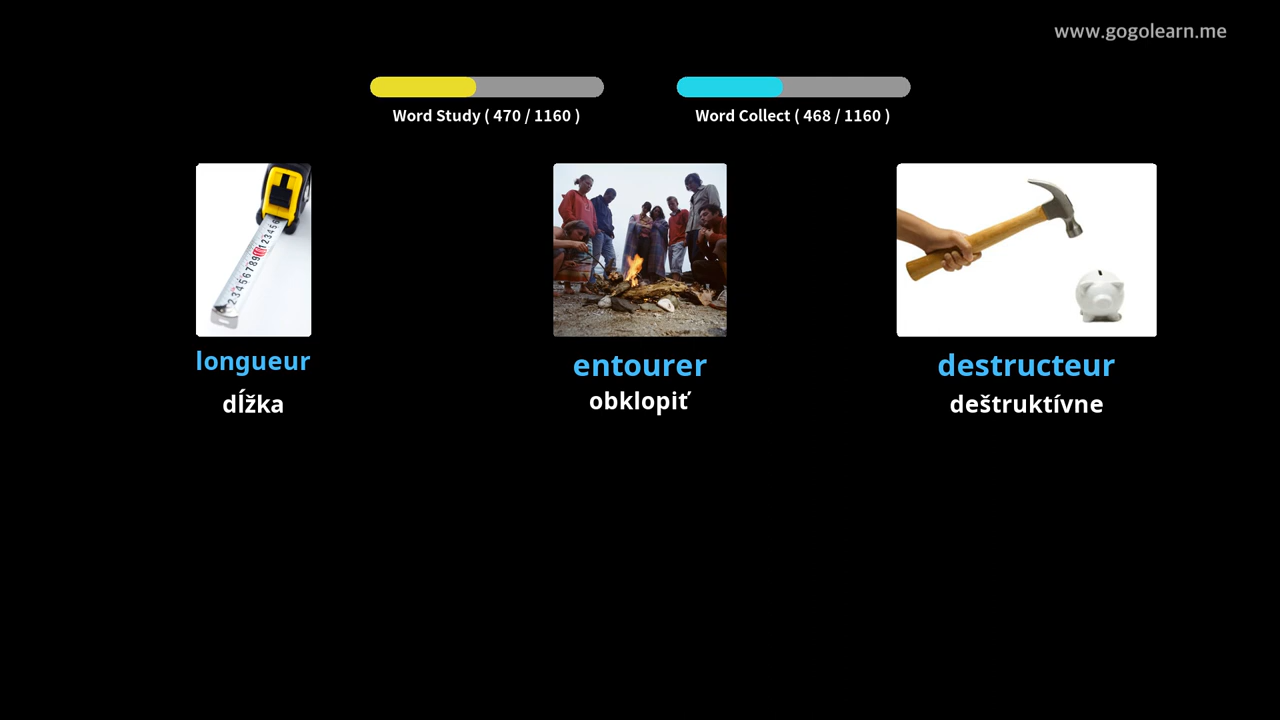 www.gogolearn.me
Word Study ( 470 / 1160 )
Word Collect ( 468 / 1160 )
longueur
dĺžka
entourer
obklopiť
destructeur
deštruktívne